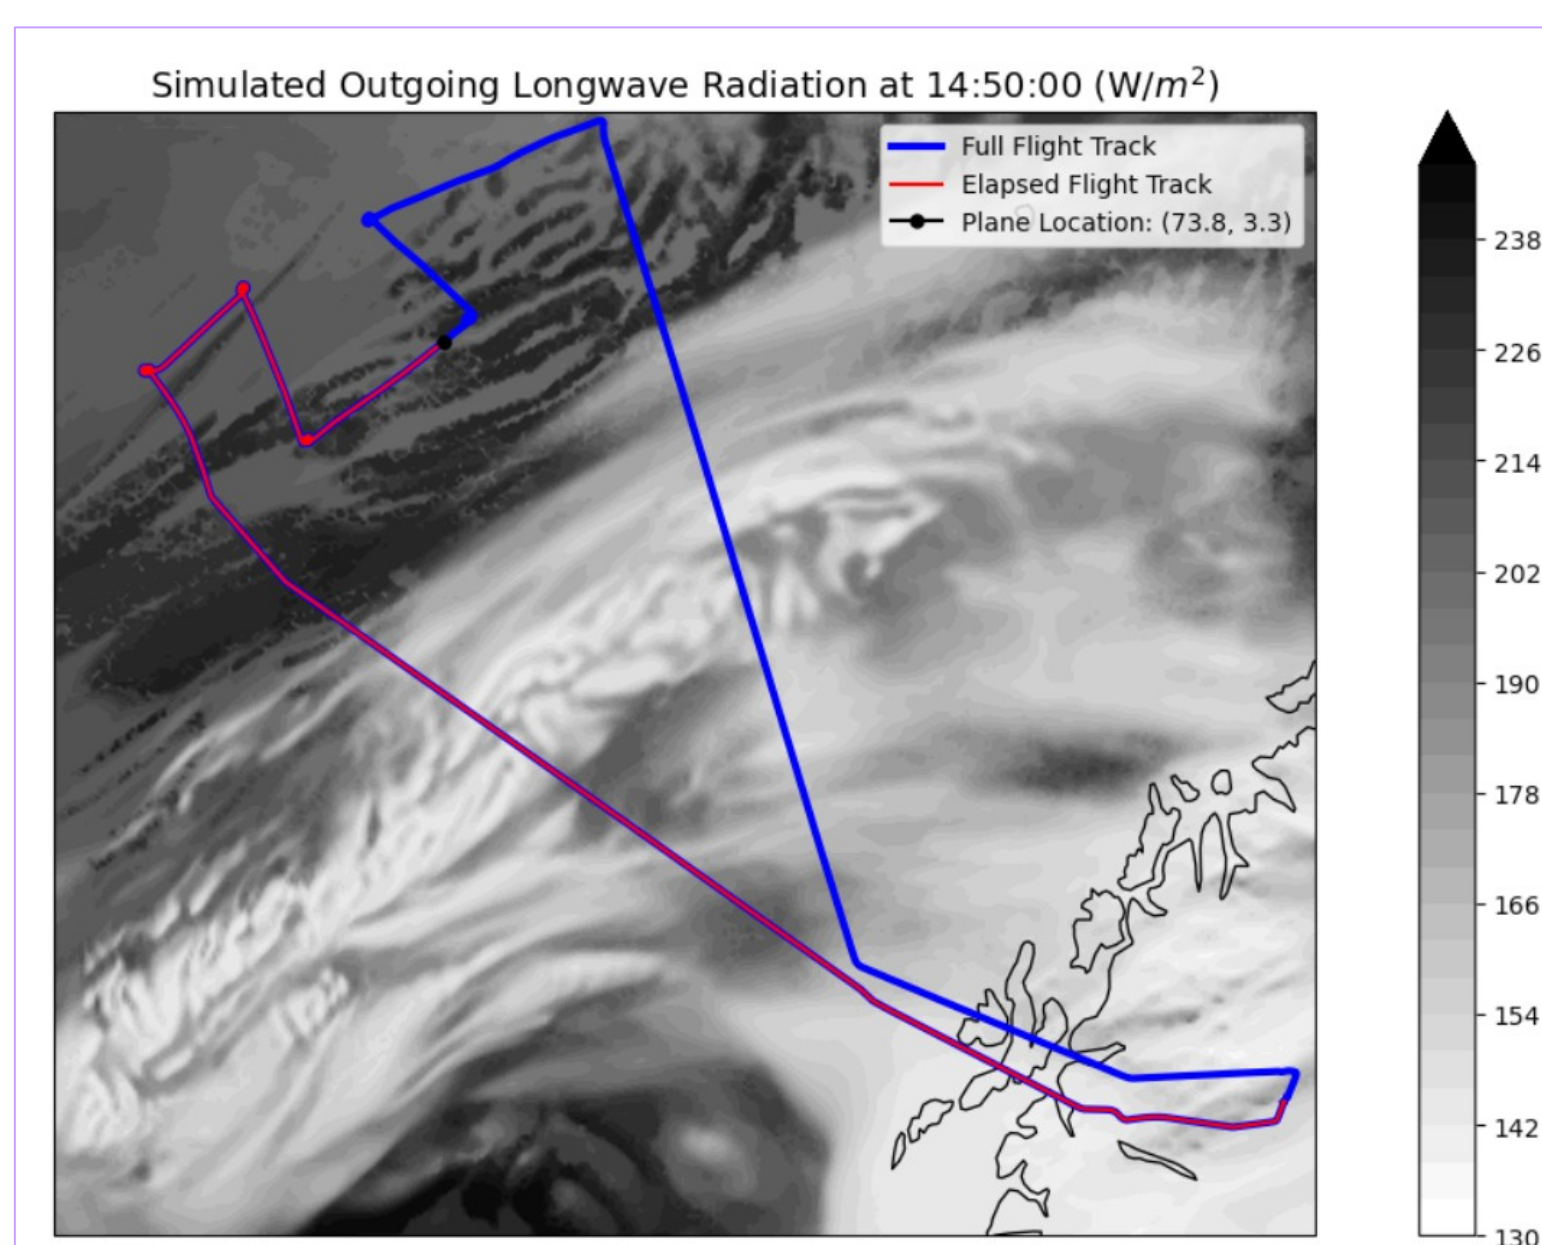 Simulated Outgoing Longwave Radiation at 14:50:00 (W/m²)
Full Flight Track
Elapsed Flight Track
Plane Location: (73.8, 3.3)
238
226
214
202
190
178
166
154
142
130